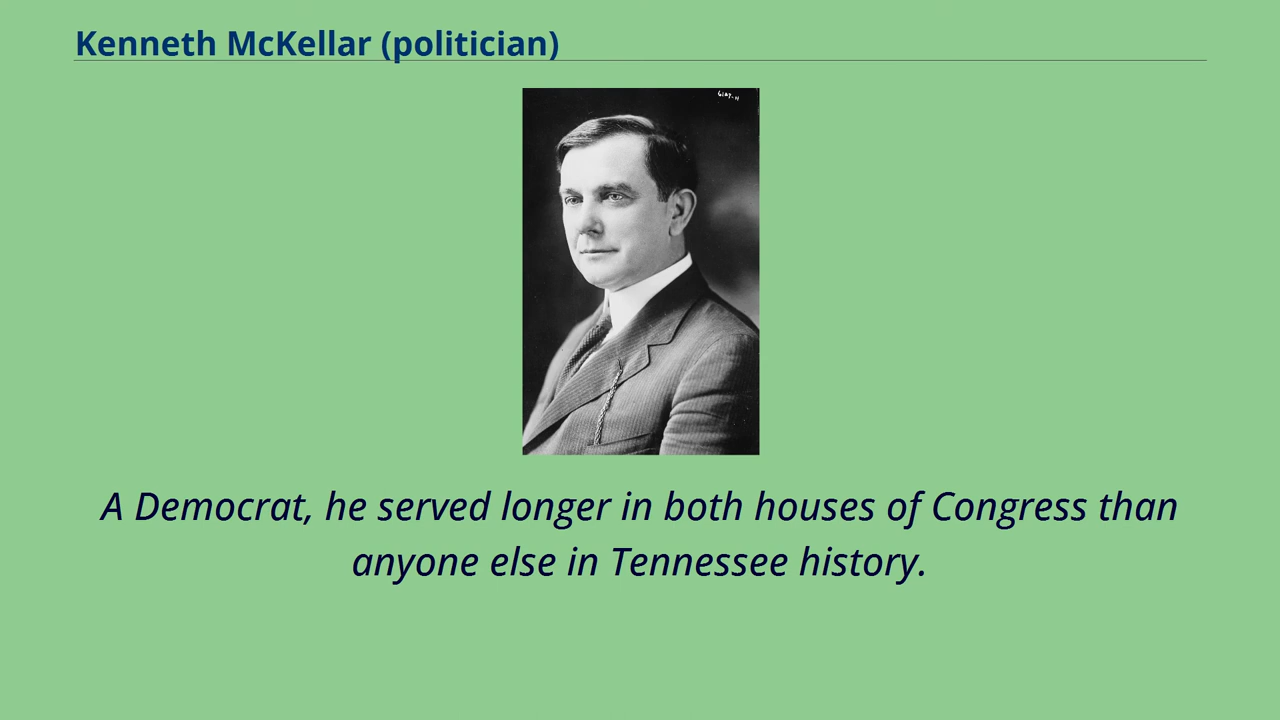 Kenneth McKellar (politician)
A Democrat, he served longer in both houses of Congress than
anyone else in Tennessee history.